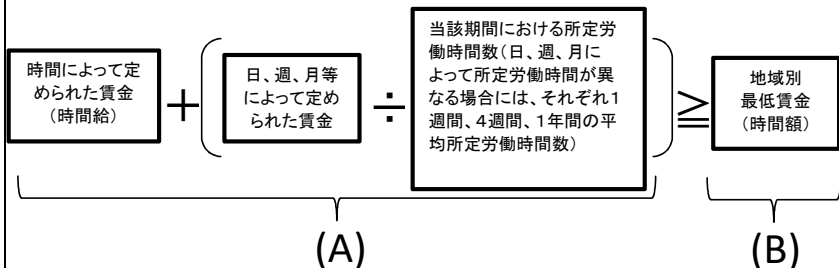 時間によって定
められた賃金
(時間給)
＋
日、週、月等
によって定め
られた賃金
÷
当該期間における所定労
働時間数(日、週、月に
よって所定労働時間が異
なる場合には、それぞれ1
週間、4週間、1年間の平
均所定労働時間数)
≧
地域別
最低賃金
(時間額)
(A)
(B)